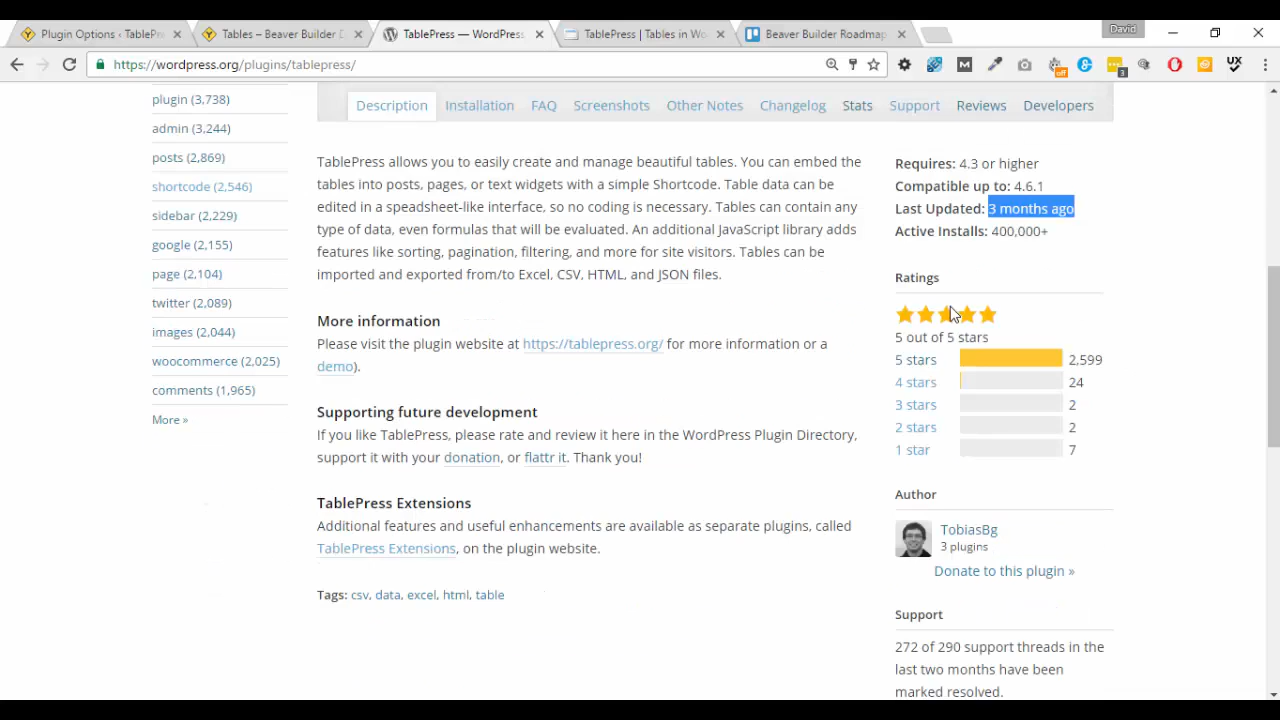 Plugin Options ‹ TablePre
Tables – Beaver Builder D
TablePress — WordPress
TablePress | Tables in Wo
Beaver Builder Roadmap
David
https://wordpress.org/plugins/tablepress/
M
off
3
UX
plugin (3,738)
admin (3,244)
posts (2,869)
shortcode (2,546)
sidebar (2,229)
google (2,155)
page (2,104)
twitter (2,089)
images (2,044)
woocommerce (2,025)
comments (1,965)
More »
Description
Installation
FAQ
Screenshots
Other Notes
Changelog
Stats
Support
Reviews
Developers
TablePress allows you to easily create and manage beautiful tables. You can embed the
tables into posts, pages, or text widgets with a simple Shortcode. Table data can be
edited in a speadsheet-like interface, so no coding is necessary. Tables can contain any
type of data, even formulas that will be evaluated. An additional JavaScript library adds
features like sorting, pagination, filtering, and more for site visitors. Tables can be
imported and exported from/to Excel, CSV, HTML, and JSON files.
More information
Please visit the plugin website at https://tablepress.org/ for more information or a
demo).
Supporting future development
If you like TablePress, please rate and review it here in the WordPress Plugin Directory,
support it with your donation, or flattr it. Thank you!
TablePress Extensions
Additional features and useful enhancements are available as separate plugins, called
TablePress Extensions, on the plugin website.
Tags: csv, data, excel, html, table
Requires: 4.3 or higher
Compatible up to: 4.6.1
Last Updated: 3 months ago
Active Installs: 400,000+
Ratings
5 out of 5 stars
5 stars 2,599
4 stars 24
3 stars 2
2 stars 2
1 star 7
Author
TobiasBg
3 plugins
Donate to this plugin »
Support
272 of 290 support threads in the
last two months have been
marked resolved.